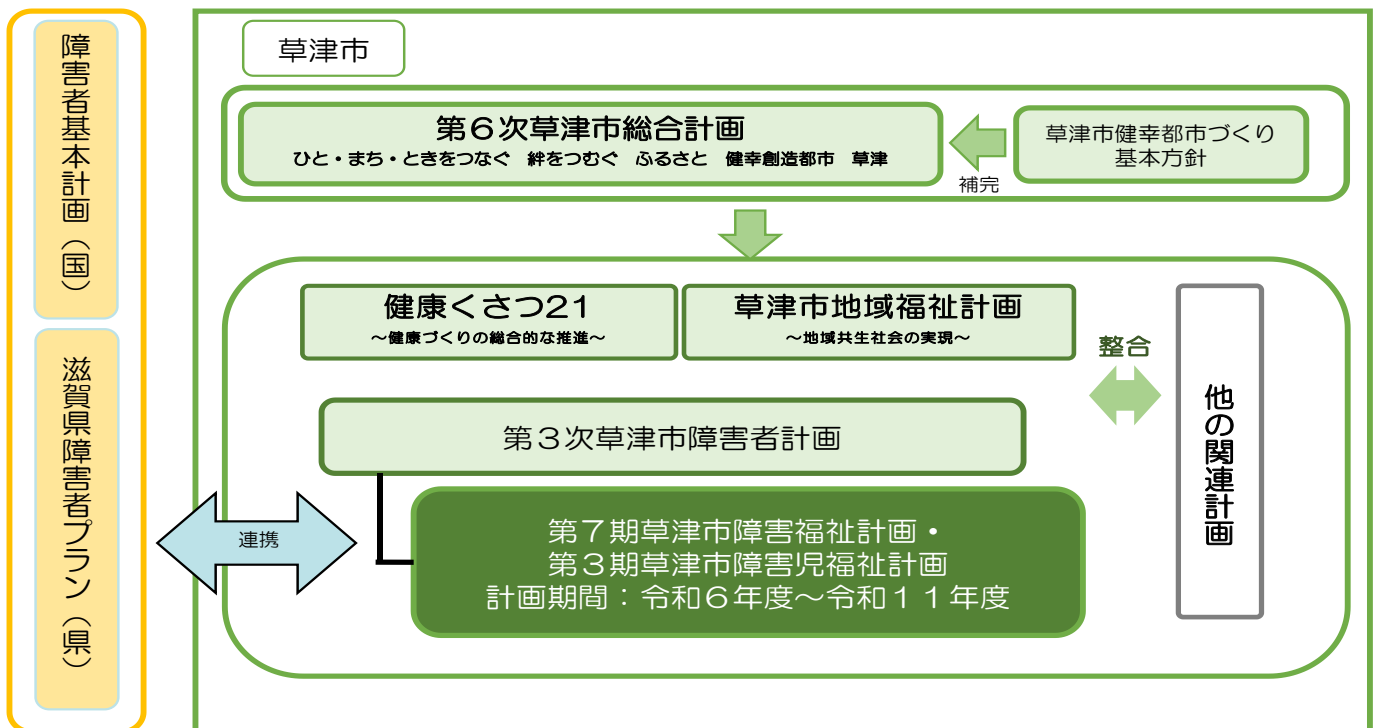 障害者基本計画（国）
滋賀県障害者プラン（県）
草津市
第６次草津市総合計画
ひと・まち・ときをつなぐ　絆をつむぐ　ふるさと　健幸創造都市　草津
草津市健幸都市づくり
基本方針
補完
健康くさつ21
～健康づくりの総合的な推進～
草津市地域福祉計画
～地域共生社会の実現～
整合
他の関連計画
第３次草津市障害者計画
連携
第７期草津市障害福祉計画・
第３期草津市障害児福祉計画
計画期間：令和６年度～令和１１年度